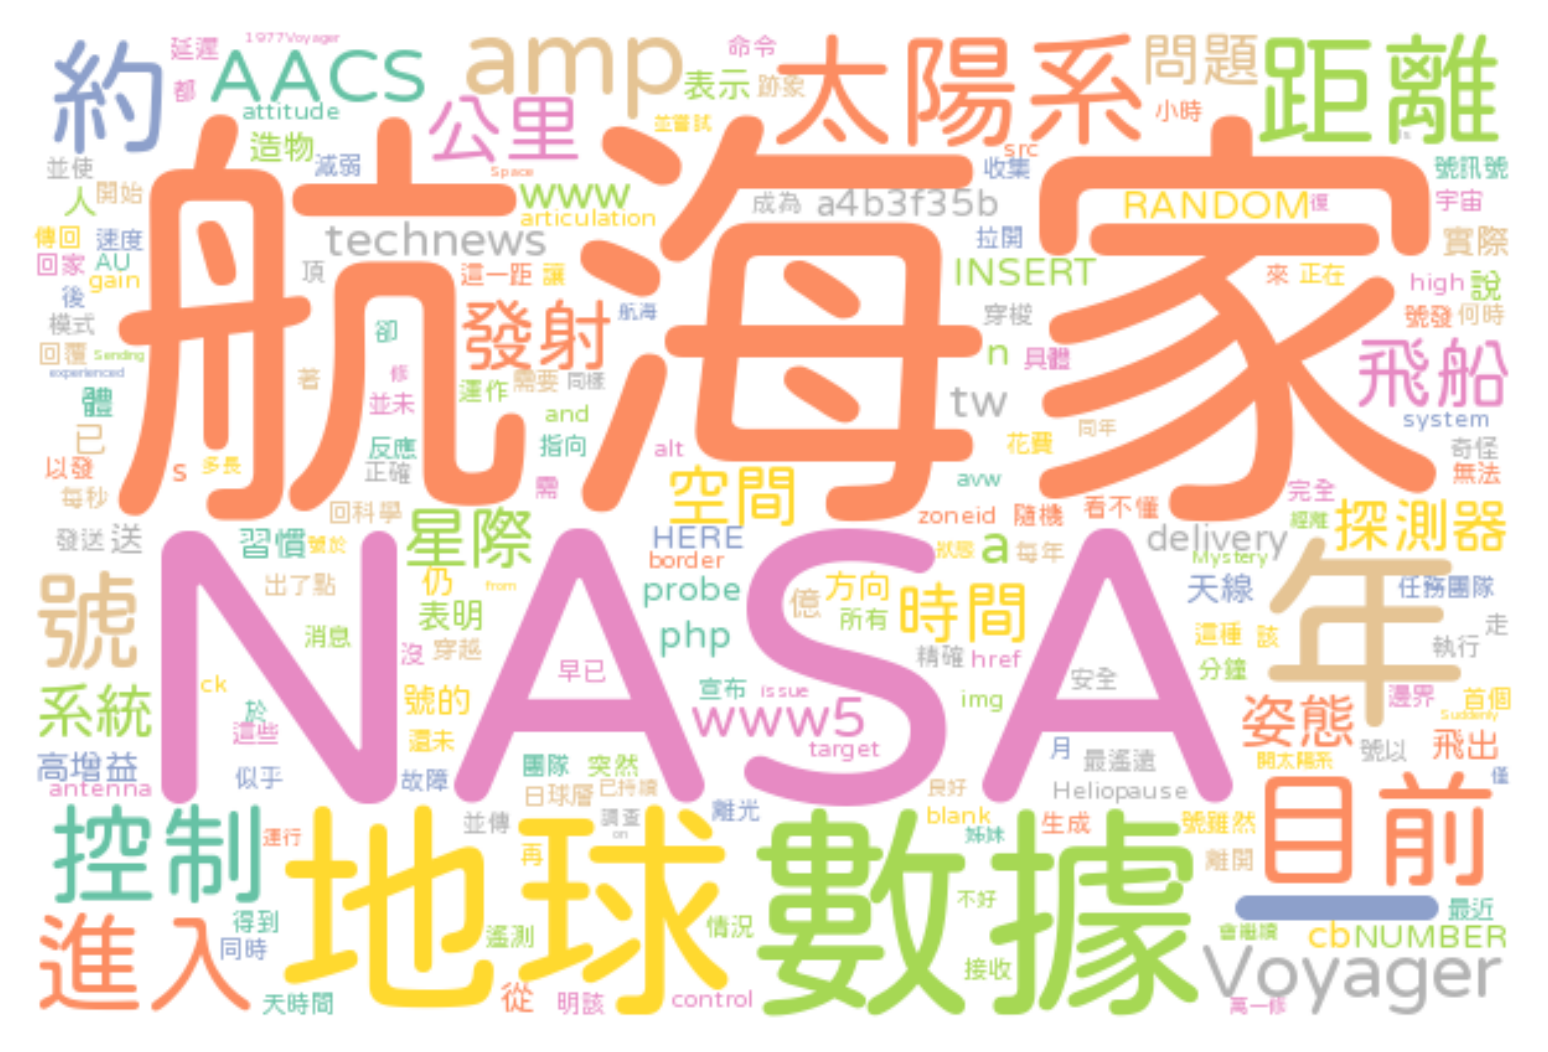 1977Voyager
延遲
都
AACS
amp
命令
太陽系
問題
距離
約
attitude
公里
表示
跡象
並嘗試
小時
造物
減弱
Space
src
收集
號訊號
並使
開始
人
www
articulation
成為
a4b3f35b
RANDOM
復
宇宙
航海家
傳回
速度
technews
拉開
實際
回家
AU
gain
頂
這一距
讓
INSERT
來
正在
high
說
後
模式
卻
發射
航海
穿梭
號發
何時
回覆
Sending
experienced
著
修
運作
需要
同樣
n
具體
飛船
體
並未
and
tw
system
已
反應
指向
alt
花費
同年
奇怪
以發
s
多長
正確
需
空間
avw
無法
每秒
回科學
zoneid
隨機
看不懂
完全
經離
探測器
發送
送
習慣
號於
星際
HERE
border
狀態
a
每年
delivery
Mystery
號
出了點
仍
from
probe
億
方向
時間
天線
年
任務團隊
消息
表明
所有
php
這種
該
走
執行
沒
穿越
NASA
早已
精確
href
安全
分鐘
系統
ck
於
這些
號的
還未
宣布
issue
www5
target
img
月
最遙遠
姿態
邊界
首個
Suddenly
開太陽系
號以
飛出
高增益
antenna
似乎
故障
團隊
突然
日球層
已持續
離光
良好
Heliopause
僅
控制
運行
地球
並傳
調查
on
再
數據
blank
姊妹
生成
號雖然
離開
目前
進入
得到
同時
遙測
情況
不好
接收
最近
會繼續
cb
NUMBER
Voyager
天時間
從
明該
control
萬一修